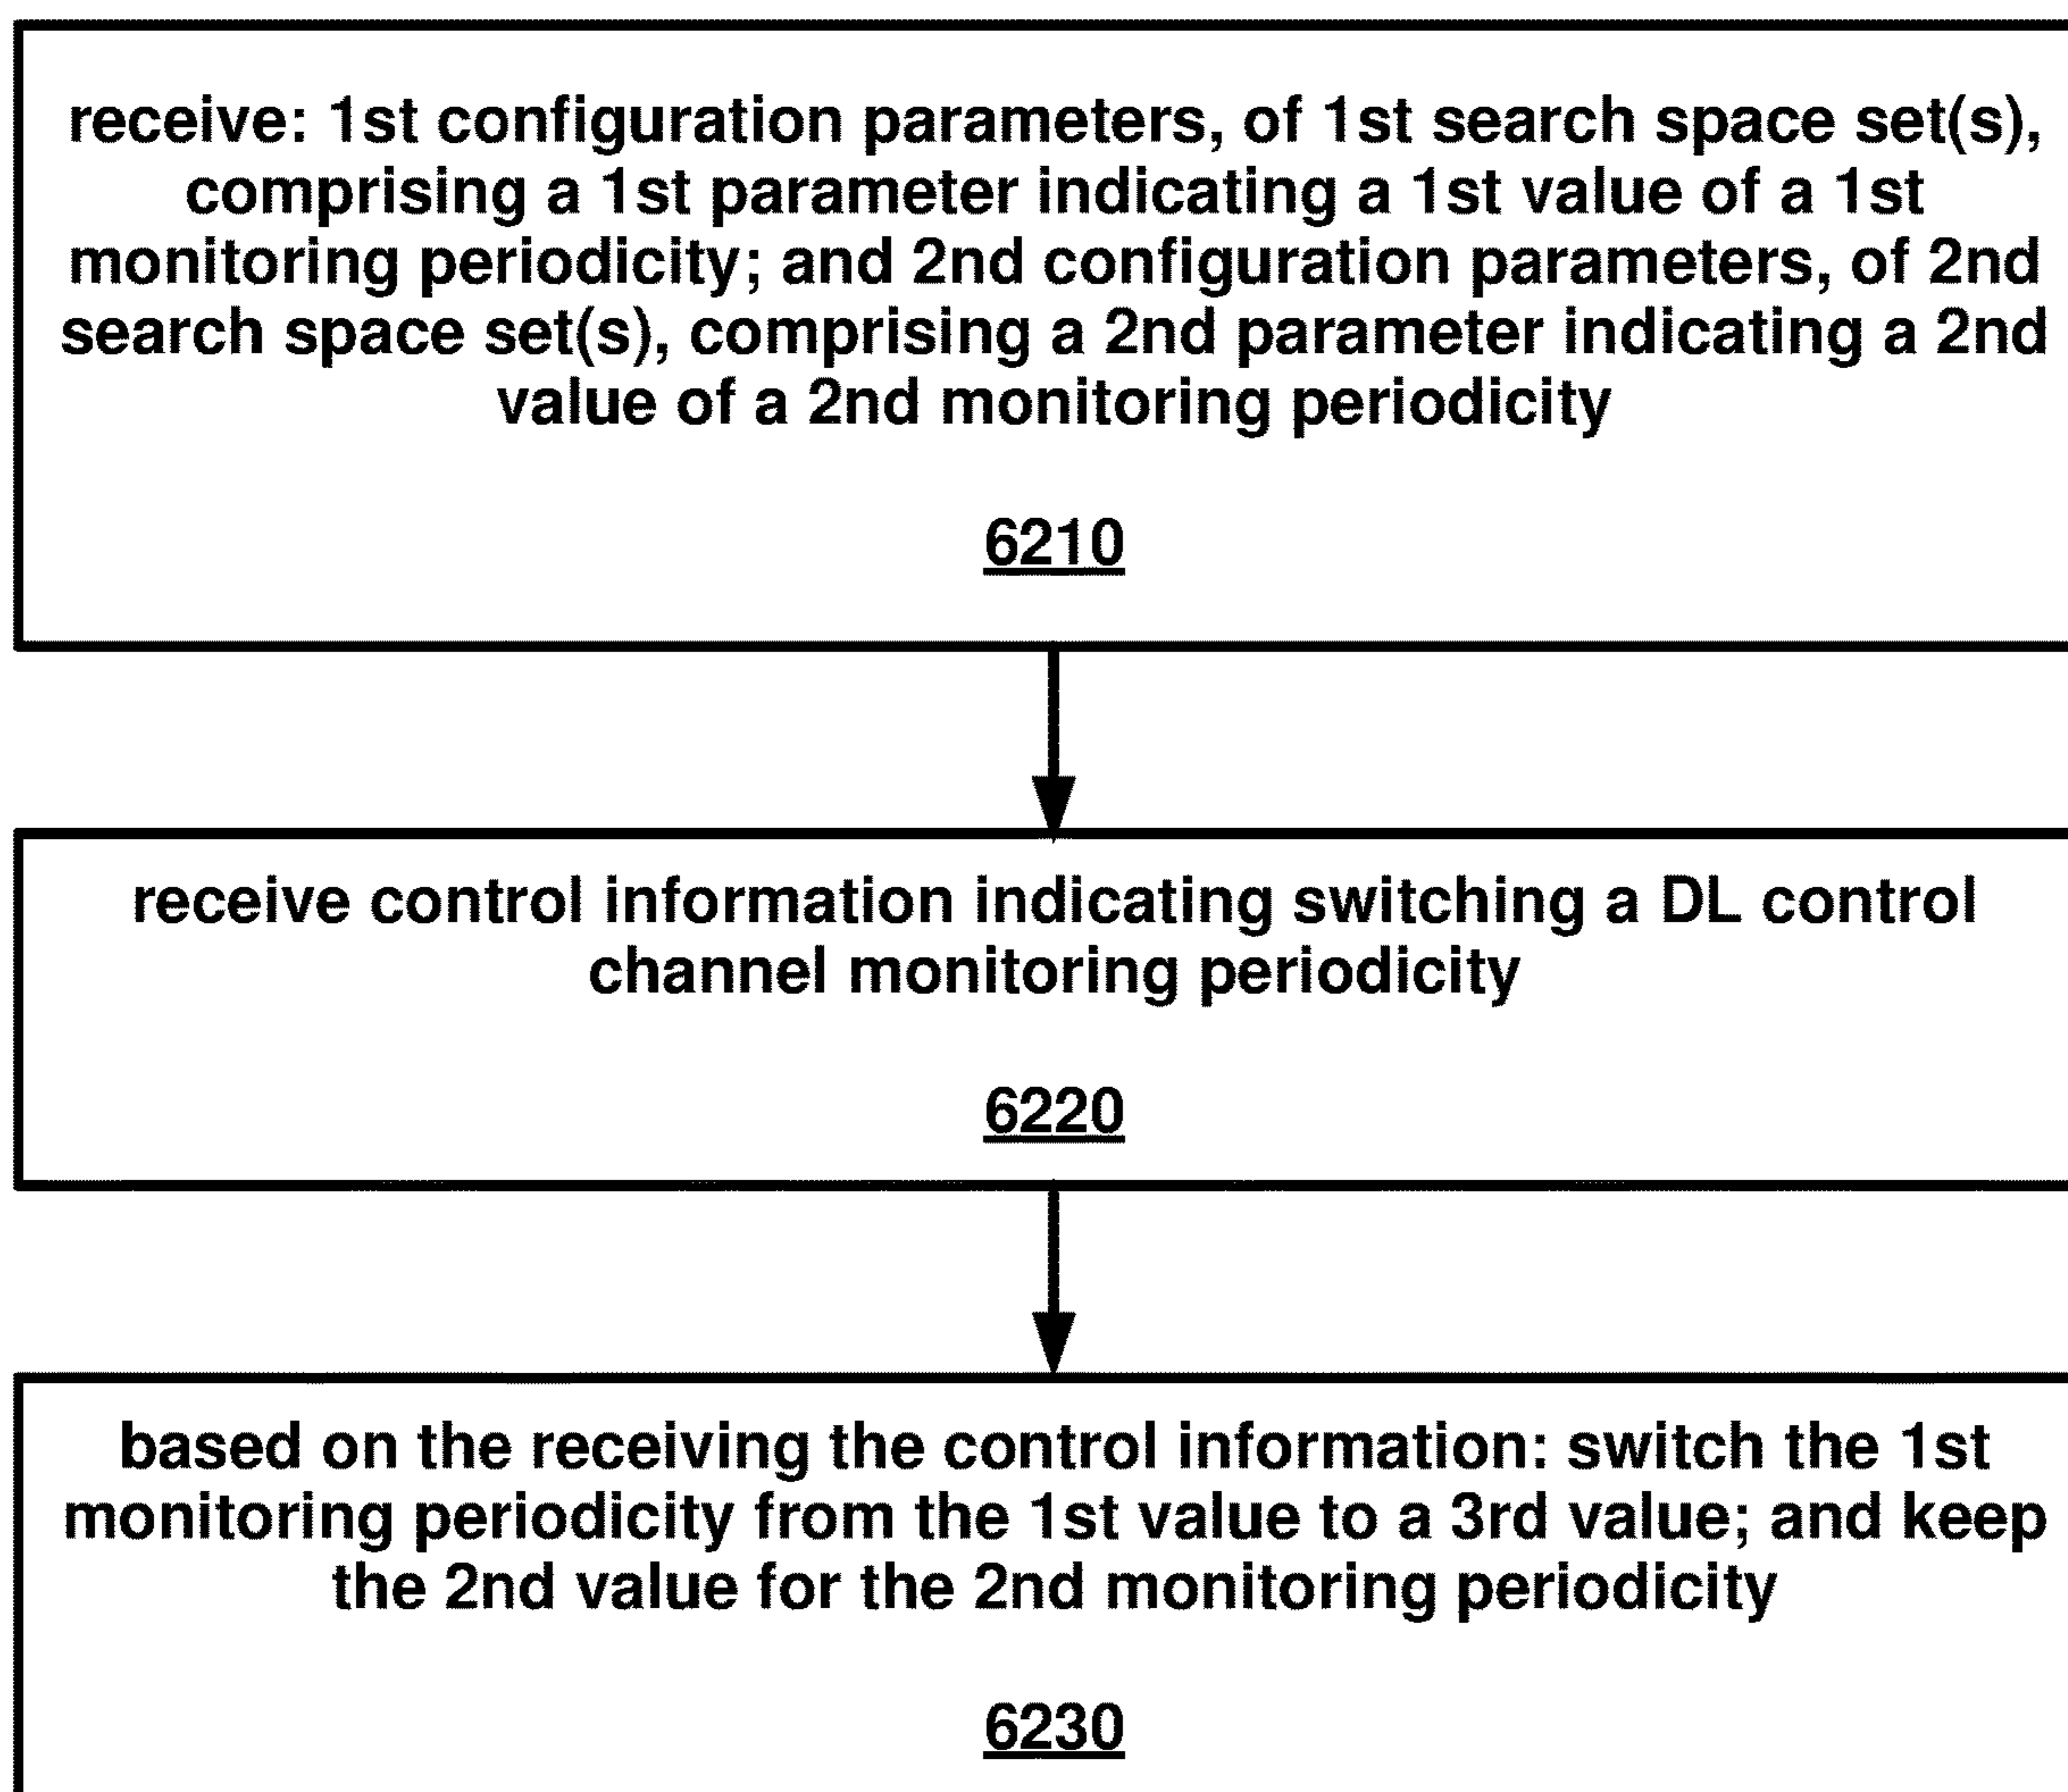 receive: 1st configuration parameters, of 1st search space set(s),
comprising a 1st parameter indicating a 1st value of a 1st
monitoring periodicity; and 2nd configuration parameters, of 2nd
search space set(s), comprising a 2nd parameter indicating a 2nd
value of a 2nd monitoring periodicity
6210
receive control information indicating switching a DL control
channel monitoring periodicity
6220
based on the receiving the control information: switch the 1st
monitoring periodicity from the 1st value to a 3rd value; and keep
the 2nd value for the 2nd monitoring periodicity
6230